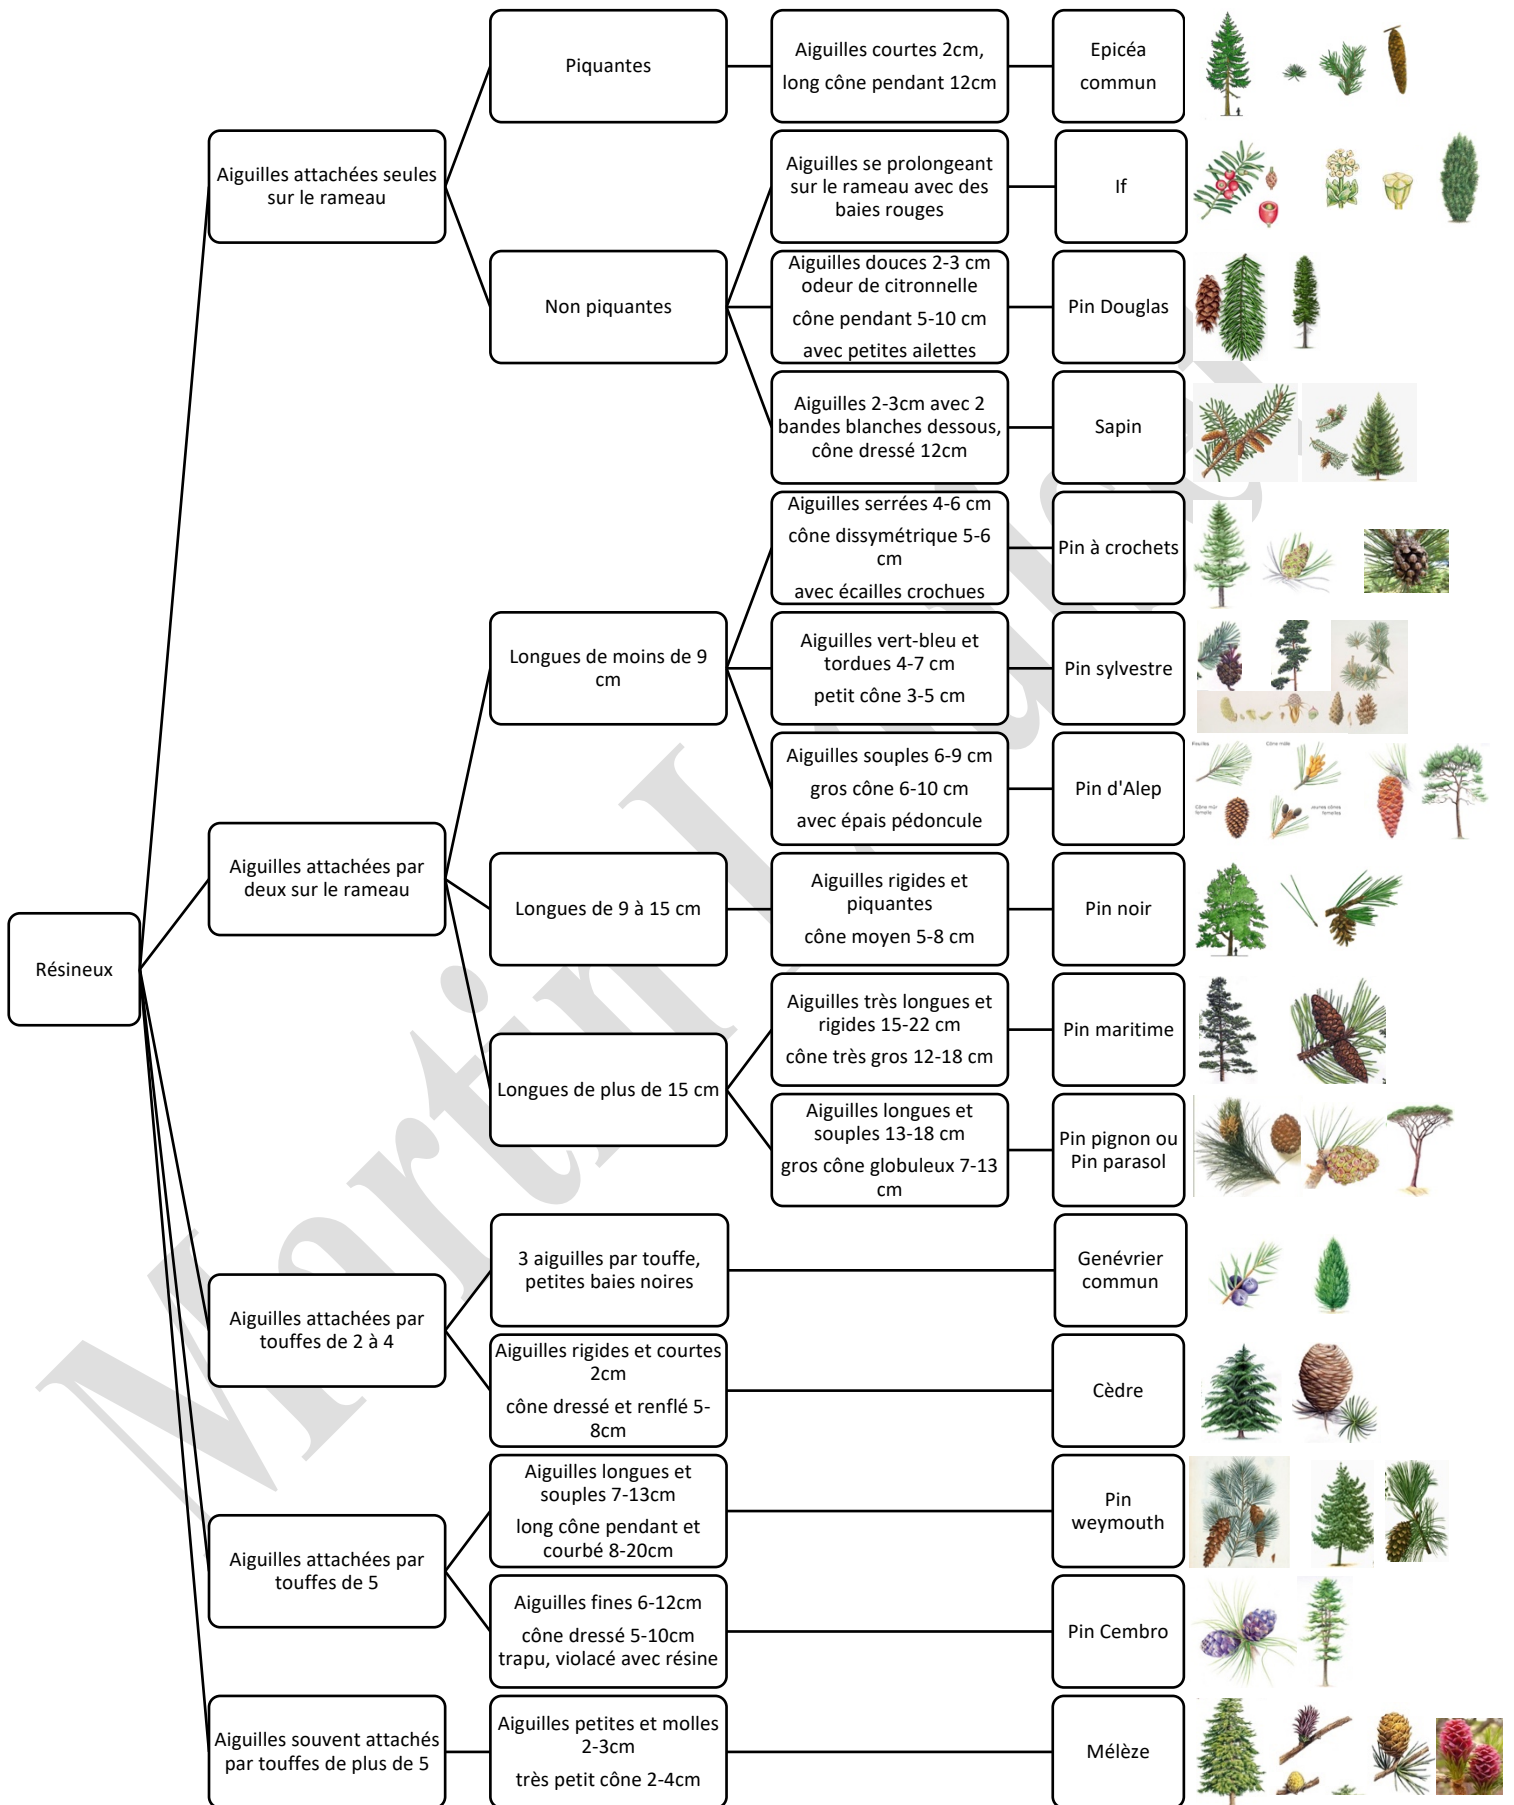 Résineux
Aiguilles attachées seules
sur le rameau
Piquantes
Aiguilles courtes 2cm,
long cône pendant 12cm
Epicéa
commun
Non piquantes
Aiguilles se prolongeant
sur le rameau avec des
baies rouges
If
Aiguilles douces 2-3 cm
odeur de citronnelle
cône pendant 5-10 cm
avec petites ailettes
Pin Douglas
Aiguilles 2-3cm avec 2
bandes blanches dessous,
cône dressé 12cm
Sapin
Aiguilles attachées par
deux sur le rameau
Longues de moins de 9
cm
Aiguilles serrées 4-6 cm
cône dissymétrique 5-6
cm
avec écailles crochues
Pin à crochets
Aiguilles vert-bleu et
tordues 4-7 cm
petit cône 3-5 cm
Pin sylvestre
Aiguilles souples 6-9 cm
gros cône 6-10 cm
avec épais pédoncule
Pin d'Alep
Feuilles
Cône mâle
Longues de 9 à 15 cm
Aiguilles rigides et
piquantes
cône moyen 5-8 cm
Pin noir
Longues de plus de 15 cm
Aiguilles très longues et
rigides 15-22 cm
cône très gros 12-18 cm
Pin maritime
Aiguilles longues et
souples 13-18 cm
gros cône globuleux 7-13
cm
Pin pignon ou
Pin parasol
Aiguilles attachées par
touffes de 2 à 4
3 aiguilles par touffe,
petites baies noires
Genévrier
commun
Aiguilles rigides et courtes
2cm
cône dressé et renflé 5-
8cm
Cèdre
Aiguilles attachées par
touffes de 5
Aiguilles longues et
souples 7-13cm
long cône pendant et
courbé 8-20cm
Pin
weymouth
Aiguilles fines 6-12cm
cône dressé 5-10cm
trapu, violacé avec résine
Pin Cembro
Aiguilles souvent attachés
par touffes de plus de 5
Aiguilles petites et molles
2-3cm
très petit cône 2-4cm
Mélèze
Martin